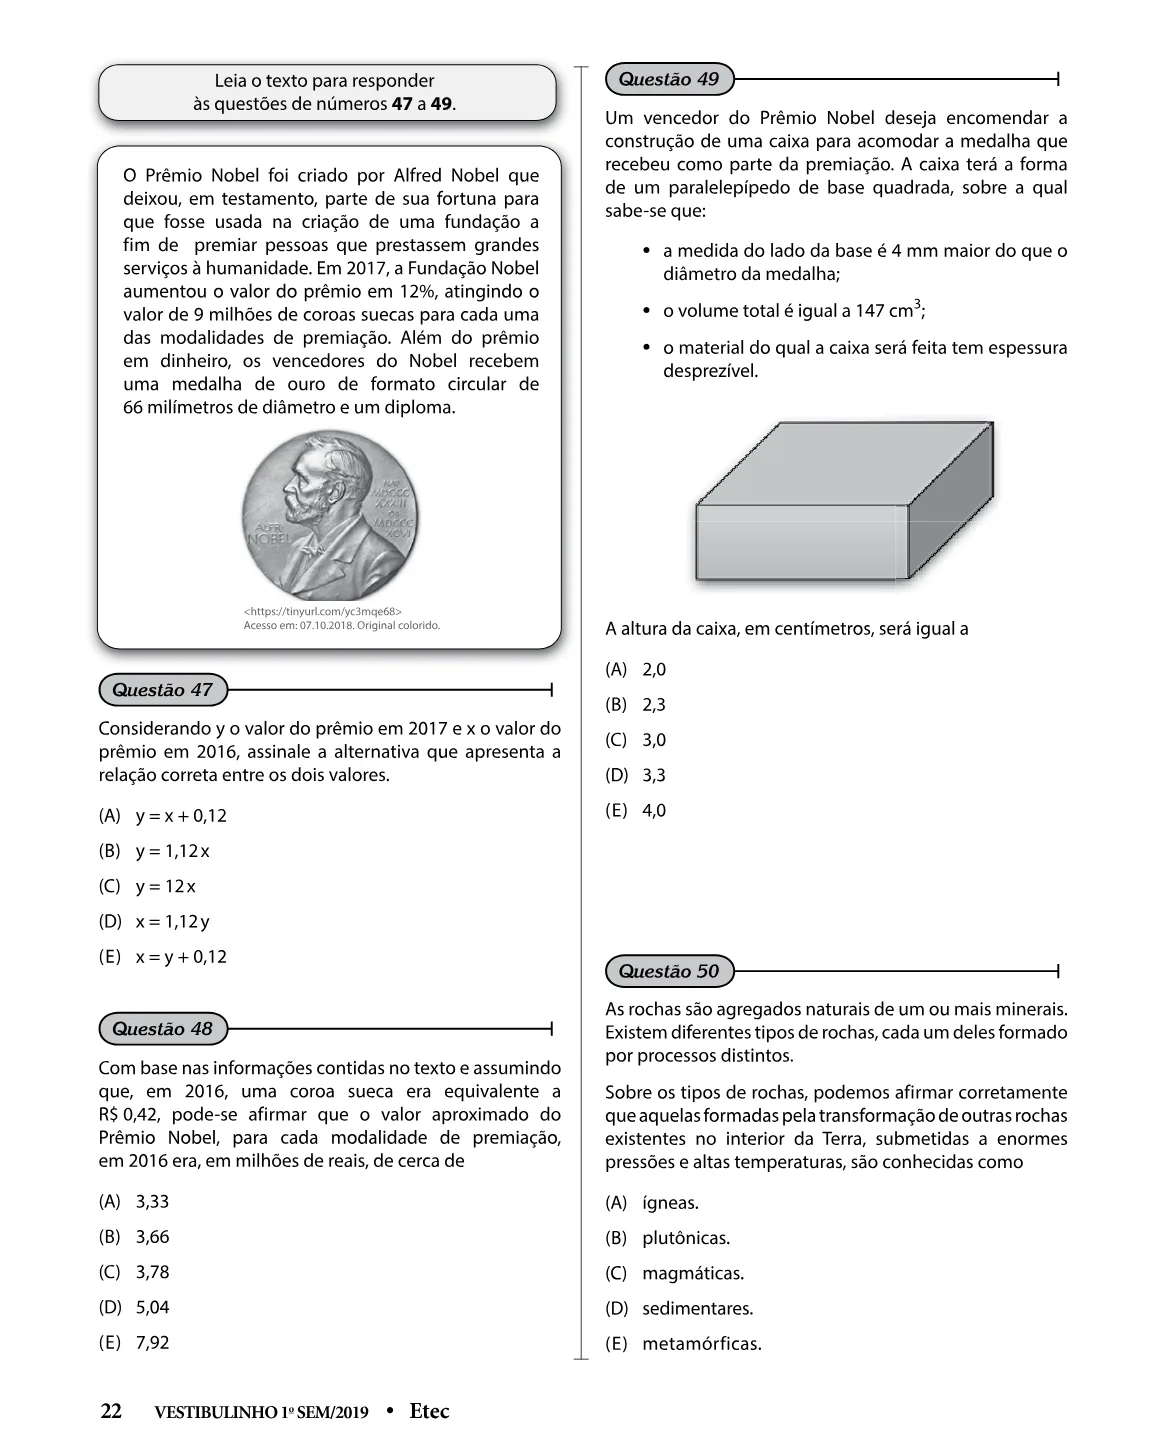 Leia o texto para responder
às questões de números 47 a 49.
O Prêmio Nobel foi criado por Alfred Nobel que
deixou, em testamento, parte de sua fortuna para
que fosse usada na criação de uma fundação a
fim de premiar pessoas que prestassem grandes
serviços à humanidade. Em 2017, a Fundação Nobel
aumentou o valor do prêmio em 12%, atingindo o
valor de 9 milhões de coroas suecas para cada uma
das modalidades de premiação. Além do prêmio
em dinheiro, os vencedores do Nobel recebem
uma medalha de ouro de formato circular de
66 milímetros de diâmetro e um diploma.
ALFR·
NOBEL
NAT·
MDCCC
XXXIII
OB·
MDCCC
XCVI
<https://tinyurl.com/yc3mqe68>
Acesso em: 07.10.2018. Original colorido.
Questão 47
Considerando y o valor do prêmio em 2017 e x o valor do
prêmio em 2016, assinale a alternativa que apresenta a
relação correta entre os dois valores.
(A) y = x + 0,12
(B) y = 1,12 x
(C) y = 12 x
(D) x = 1,12 y
(E) x = y + 0,12
Questão 48
Com base nas informações contidas no texto e assumindo
que, em 2016, uma coroa sueca era equivalente a
R$ 0,42, pode-se afirmar que o valor aproximado do
Prêmio Nobel, para cada modalidade de premiação,
em 2016 era, em milhões de reais, de cerca de
(A) 3,33
(B) 3,66
(C) 3,78
(D) 5,04
(E) 7,92
Questão 49
Um vencedor do Prêmio Nobel deseja encomendar a
construção de uma caixa para acomodar a medalha que
recebeu como parte da premiação. A caixa terá a forma
de um paralelepípedo de base quadrada, sobre a qual
sabe-se que:
• a medida do lado da base é 4 mm maior do que o
diâmetro da medalha;
• o volume total é igual a 147 cm³;
• o material do qual a caixa será feita tem espessura
desprezível.
A altura da caixa, em centímetros, será igual a
(A) 2,0
(B) 2,3
(C) 3,0
(D) 3,3
(E) 4,0
Questão 50
As rochas são agregados naturais de um ou mais minerais.
Existem diferentes tipos de rochas, cada um deles formado
por processos distintos.
Sobre os tipos de rochas, podemos afirmar corretamente
que aquelas formadas pela transformação de outras rochas
existentes no interior da Terra, submetidas a enormes
pressões e altas temperaturas, são conhecidas como
(A) ígneas.
(B) plutônicas.
(C) magmáticas.
(D) sedimentares.
(E) metamórficas.
22 VESTIBULINHO 1º SEM/2019 • Etec